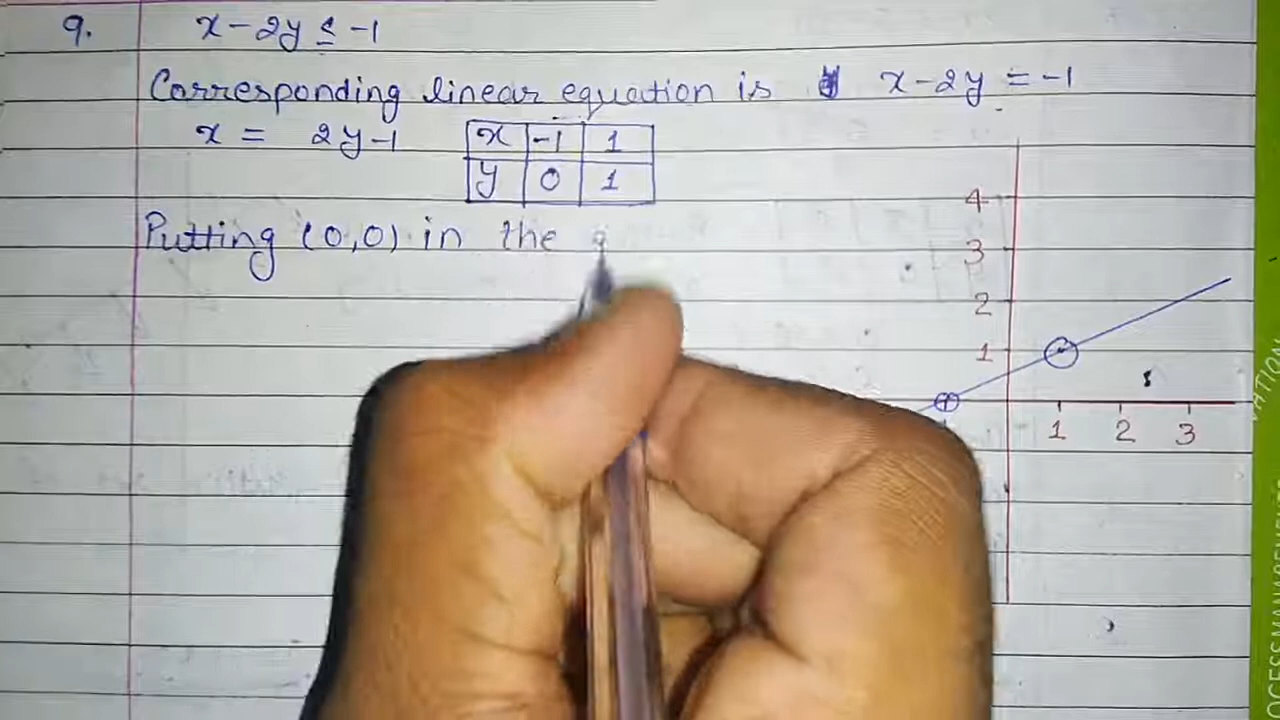 9. x - 2y ≤ -1
Corresponding linear equation is x - 2y = -1
x = 2y - 1
x -1 1
y 0 1
Putting (0,0) in the
4
3
2
1
1 2 3